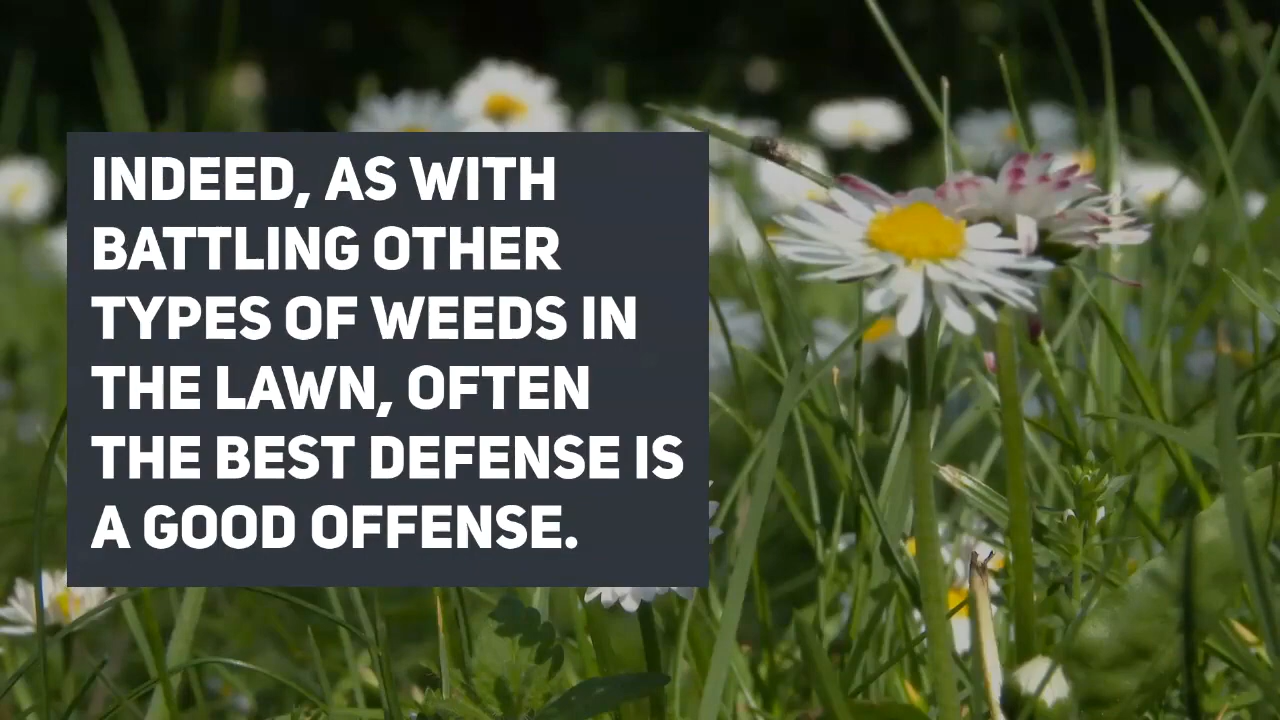 INDEED, AS WITH
BATTLING OTHER
TYPES OF WEEDS IN
THE LAWN, OFTEN
THE BEST DEFENSE IS
A GOOD OFFENSE.